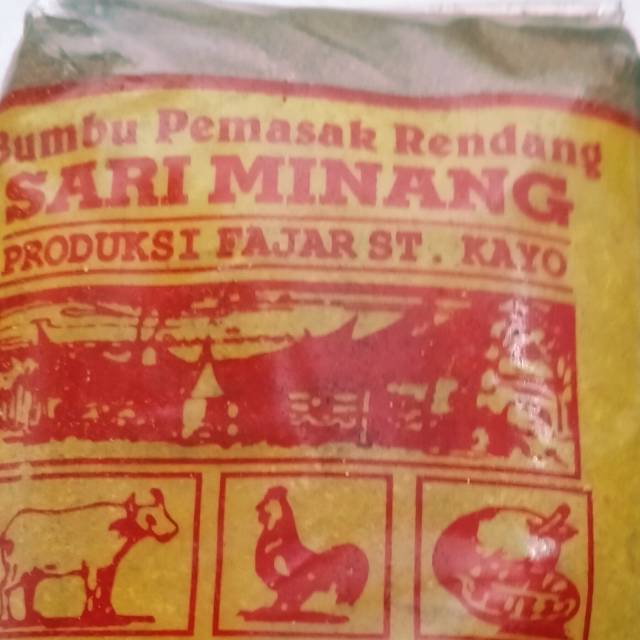 Bumbu Pemasak Rendang
SARI MINANG
PRODUKSI FAJAR ST. KAYO